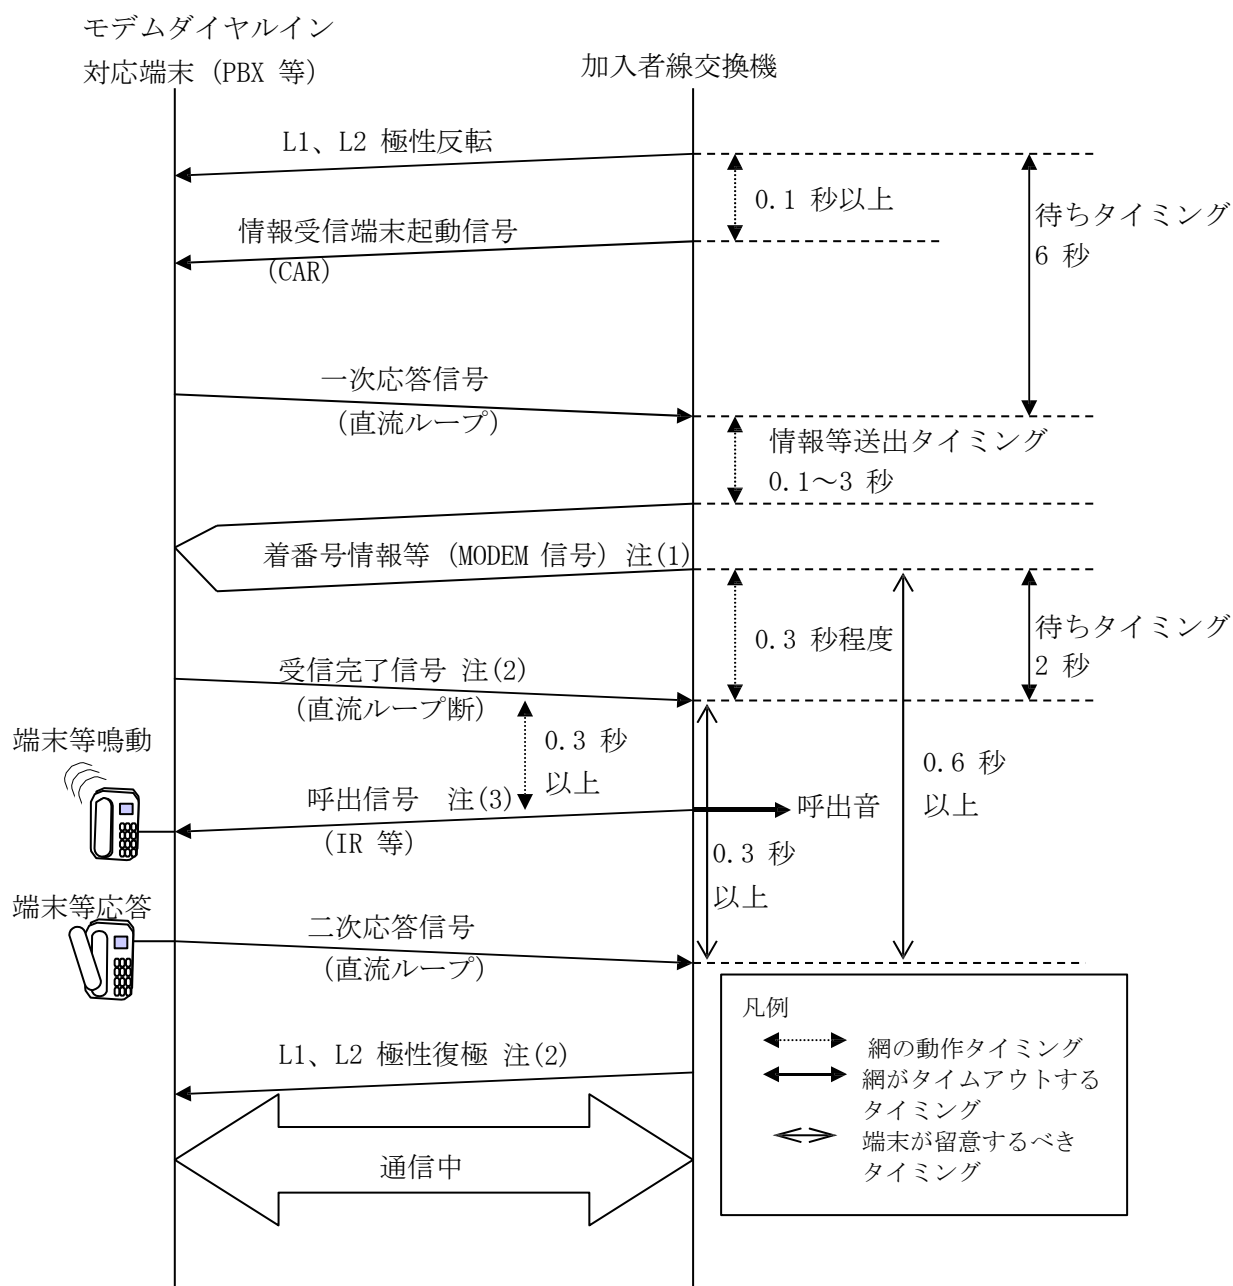 モデムダイヤルイン
対応端末 (PBX 等)
加入者線交換機
L1、L2 極性反転
0.1 秒以上
待ちタイミング
6 秒
情報受信端末起動信号
(CAR)
一次応答信号
(直流ループ)
情報等送出タイミング
0.1～3 秒
着番号情報等 (MODEM 信号) 注(1)
0.3 秒程度
待ちタイミング
2 秒
受信完了信号 注(2)
(直流ループ断)
端末等鳴動
0.3 秒
以上
0.6 秒
以上
呼出信号　注(3)
(IR 等)
呼出音
0.3 秒
以上
端末等応答
二次応答信号
(直流ループ)
凡例
網の動作タイミング
網がタイムアウトする
タイミング
端末が留意するべき
タイミング
L1、L2 極性復極 注(2)
通信中